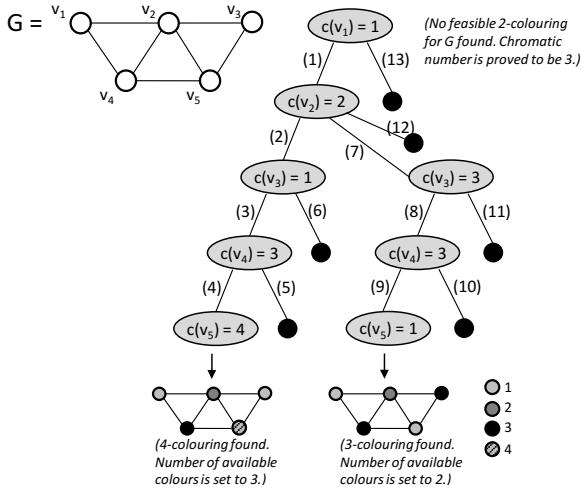 G =
v1
v2
v3
v4
v5
c(v1) = 1
(No feasible 2-colouring
for G found. Chromatic
number is proved to be 3.)
(1)
(13)
c(v2) = 2
(12)
(2)
(7)
c(v3) = 1
c(v3) = 3
(3)
(6)
(8)
(11)
c(v4) = 3
c(v4) = 3
(4)
(5)
(9)
(10)
c(v5) = 4
c(v5) = 1
1
2
3
4
(4-colouring found.
Number of available
colours is set to 3.)
(3-colouring found.
Number of available
colours is set to 2.)